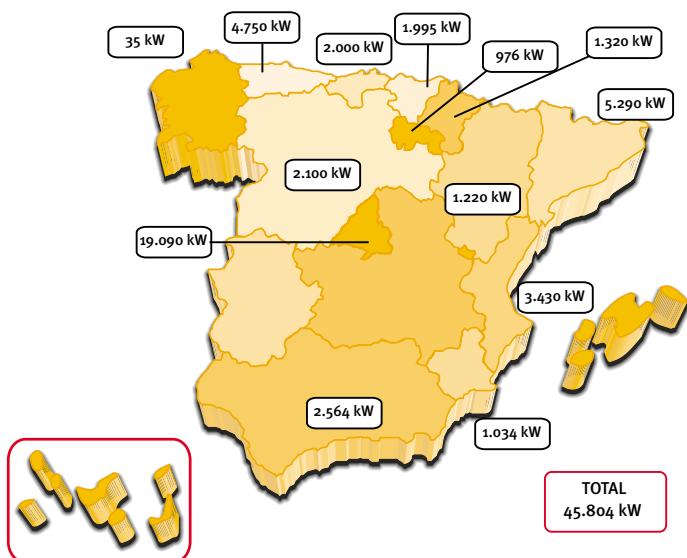 35 kW
4.750 kW
2.000 kW
1.995 kW
976 kW
1.320 kW
5.290 kW
2.100 kW
1.220 kW
19.090 kW
3.430 kW
2.564 kW
1.034 kW
TOTAL
45.804 kW